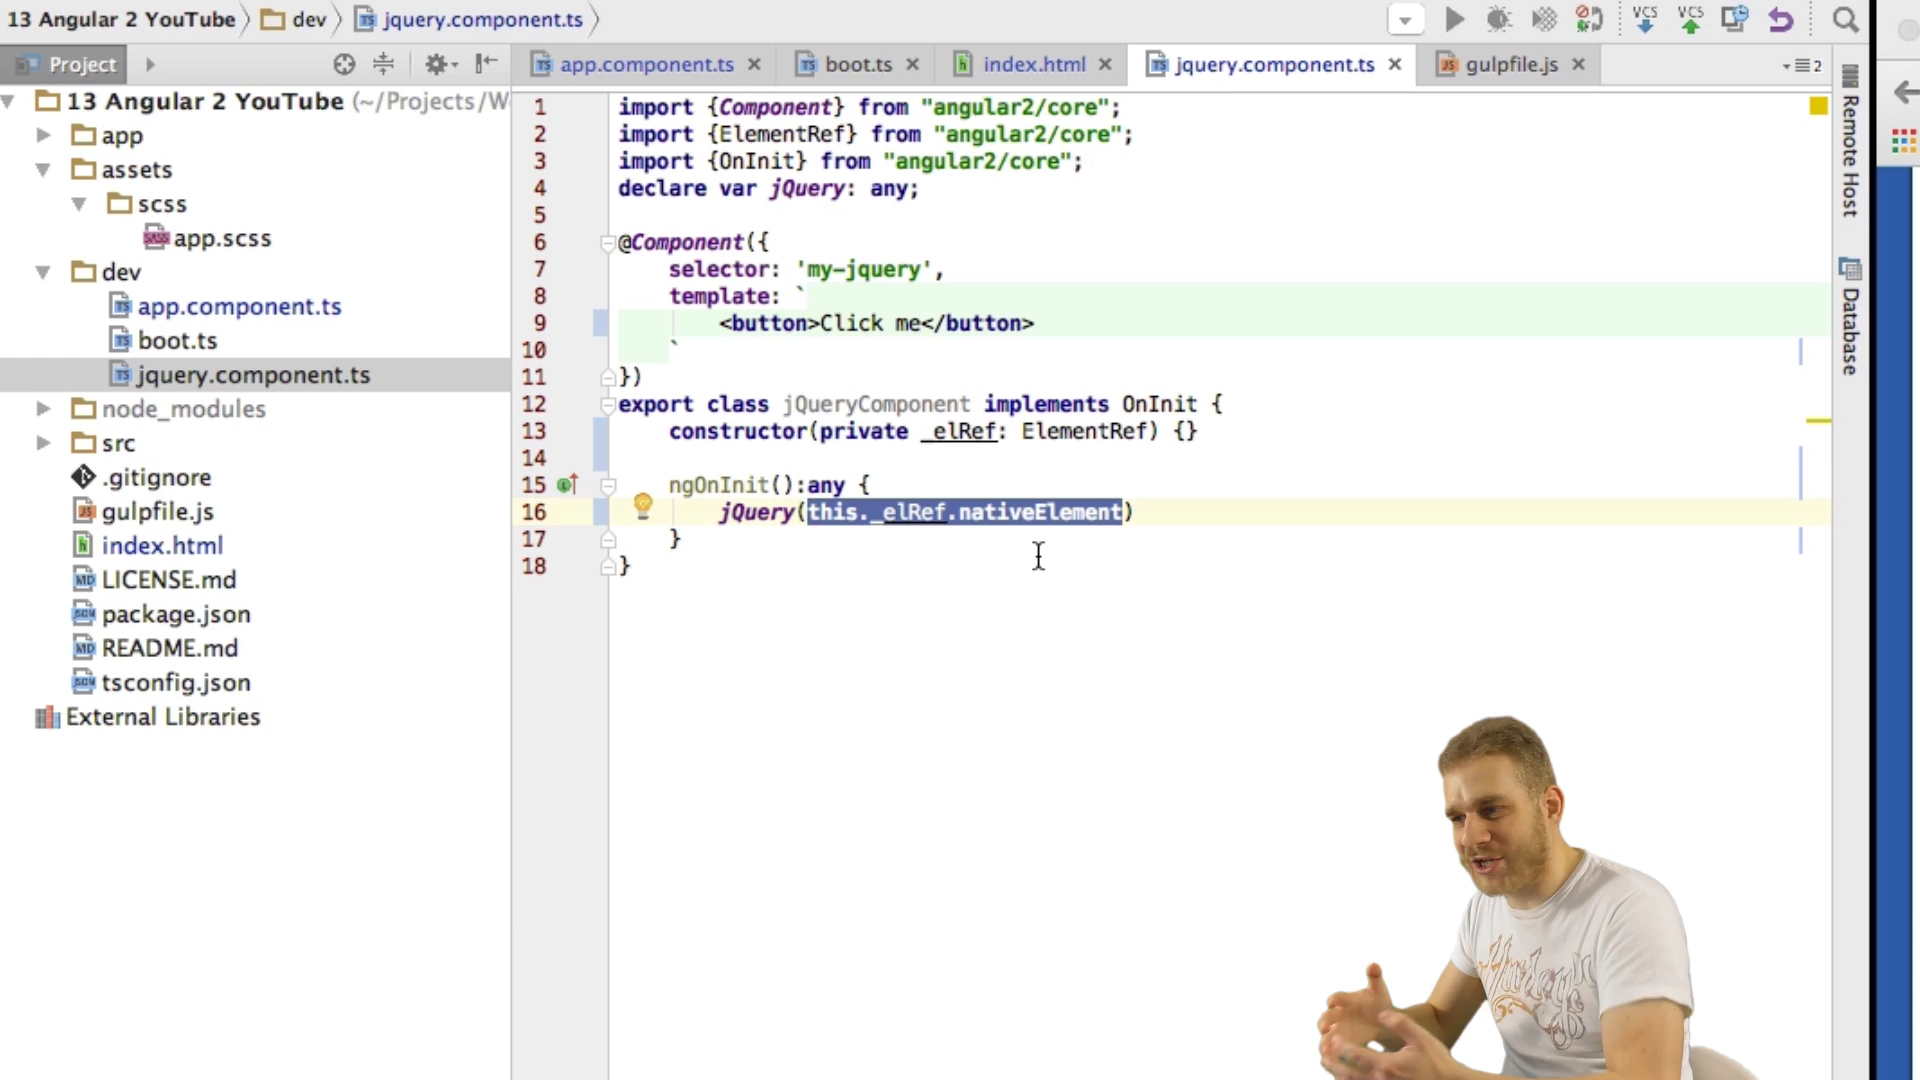 13 Angular 2 YouTube dev jquery.component.ts
VCS VCS
Project
app.component.ts boot.ts index.html jquery.component.ts gulpfile.js 2
13 Angular 2 YouTube (~/Projects/W
app
assets
scss
app.scss
dev
app.component.ts
boot.ts
jquery.component.ts
node_modules
src
.gitignore
gulpfile.js
index.html
LICENSE.md
package.json
README.md
tsconfig.json
External Libraries
1 import {Component} from "angular2/core";
2 import {ElementRef} from "angular2/core";
3 import {OnInit} from "angular2/core";
4 declare var jQuery: any;
5
6 @Component({
7 selector: 'my-jquery',
8 template: `
9 <button>Click me</button>
10 `
11 })
12 export class jQueryComponent implements OnInit {
13 constructor(private _elRef: ElementRef) {}
14
15 ngOnInit():any {
16 jQuery(this._elRef.nativeElement)
17 }
18 }
Remote Host
Database